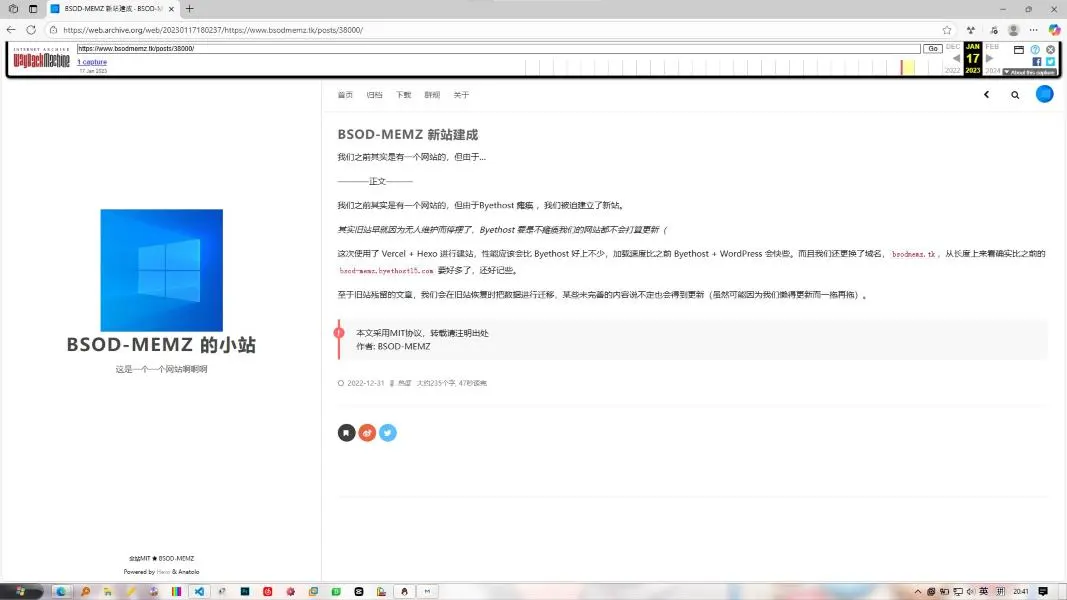 BSOD-MEMZ 新站建成 - BSOD-M
https://web.archive.org/web/20230117180237/https://www.bsodmemz.tk/posts/38000/
INTERNET ARCHIVE
WayBackMachine
https://www.bsodmemz.tk/posts/38000/
Go
DEC JAN FEB
1 capture
17 Jan 2023
17
2022 2023 2024
About this capture
首页 归档 下载 群规 关于
BSOD-MEMZ 新站建成
我们之前其实是有一个网站的，但由于...
————正文————
我们之前其实是有一个网站的，但由于Byethost 瘫痪 ，我们被迫建立了新站。
其实旧站早就因为无人维护而停摆了，Byethost 要是不瘫痪我们的网站都不会打算更新（
这次使用了 Vercel + Hexo 进行建站，性能应该会比 Byethost 好上不少，加载速度比之前 Byethost + WordPress 会快些。而且我们还更换了域名， bsodmemz.tk ，从长度上来看确实比之前的
bsod-memz.byethost15.com 要好多了，还好记些。
至于旧站残留的文章，我们会在旧站恢复时把数据进行迁移，某些未完善的内容说不定也会得到更新（虽然可能因为我们懒得更新而一拖再拖）。
本文采用MIT协议，转载请注明出处
作者: BSOD-MEMZ
2022-12-31 热度 大约235个字, 47秒读完
BSOD-MEMZ 的小站
这是一个一个网站啊啊啊
全站MIT ★ BSOD-MEMZ
Powered by Hexo & Anatolo
英 拼 20:41